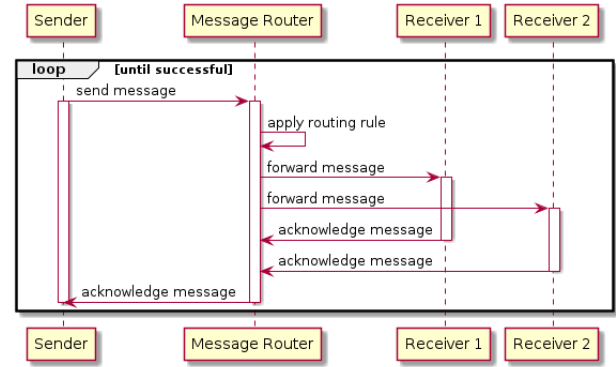 Sender Message Router Receiver 1 Receiver 2
loop [until successful]
send message
apply routing rule
forward message
forward message
acknowledge message
acknowledge message
acknowledge message
Sender Message Router Receiver 1 Receiver 2